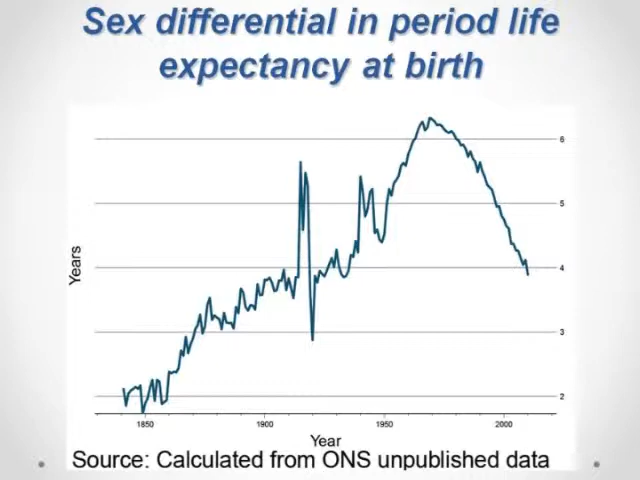 Sex differential in period life
expectancy at birth
6
5
4
3
2
Years
1850 1900 1950 2000
Year
Source: Calculated from ONS unpublished data